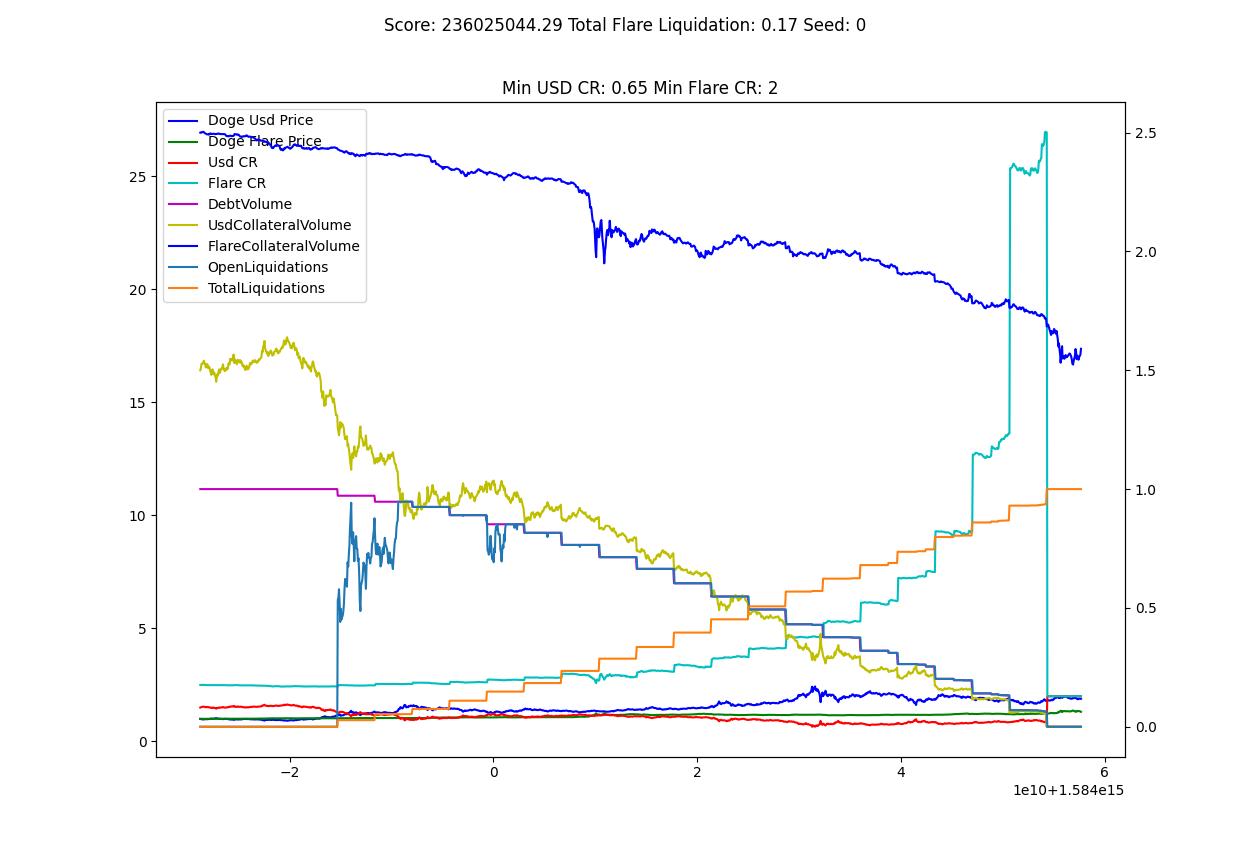 Score: 236025044.29 Total Flare Liquidation: 0.17 Seed: 0
Min USD CR: 0.65 Min Flare CR: 2
Doge Usd Price
Doge Flare Price
Usd CR
Flare CR
DebtVolume
UsdCollateralVolume
FlareCollateralVolume
OpenLiquidations
TotalLiquidations
25
20
15
10
5
0
2.5
2.0
1.5
1.0
0.5
0.0
−2
0
2
4
6
1e10+1.584e15